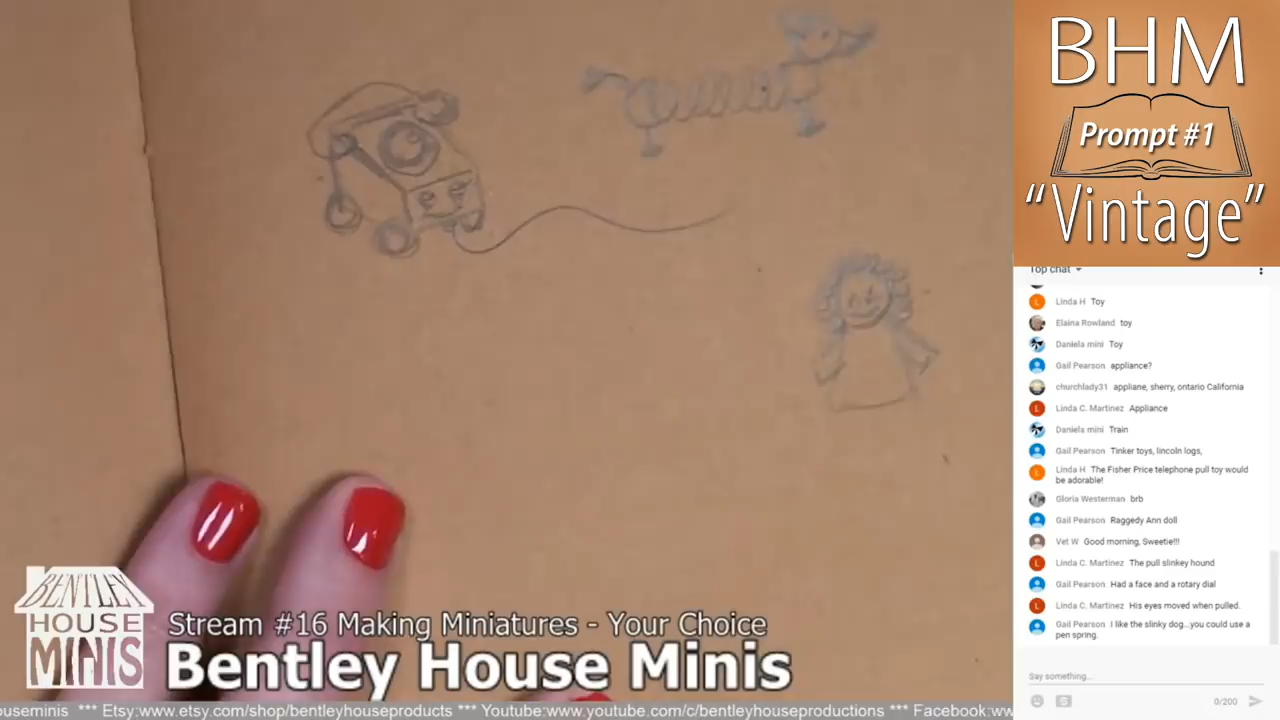 BHM
Prompt #1
“Vintage”
Top chat
L Linda H Toy
Elaina Rowland toy
Daniela mini Toy
Gail Pearson appliance?
churchlady31 appliane, sherry, ontario California
L Linda C. Martinez Appliance
Daniela mini Train
Gail Pearson Tinker toys, lincoln logs,
L Linda H The Fisher Price telephone pull toy would
be adorable!
Gloria Westerman brb
Gail Pearson Raggedy Ann doll
Vet W Good morning, Sweetie!!!
L Linda C. Martinez The pull slinkey hound
Gail Pearson Had a face and a rotary dial
L Linda C. Martinez His eyes moved when pulled.
Gail Pearson I like the slinky dog...you could use a
pen spring.
Say something...
0/200
BENTLEY
HOUSE
MINIS
Stream #16 Making Miniatures - Your Choice
Bentley House Minis
ouseminis *** Etsy:www.etsy.com/shop/bentleyhouseproducts *** Youtube:www.youtube.com/c/bentleyhouseproductions *** Facebook:ww